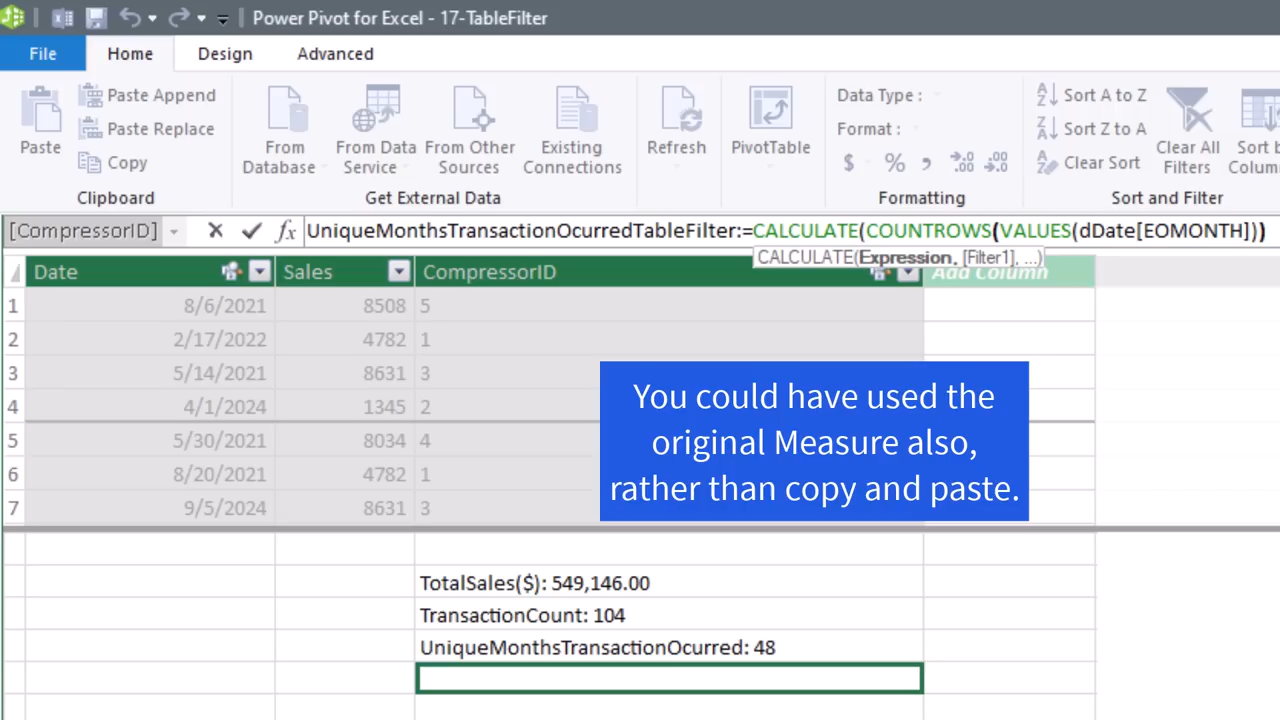 Power Pivot for Excel - 17-TableFilter
File Home Design Advanced
Paste
Paste Append
Paste Replace
Copy
Clipboard
From Database
From Data Service
From Other Sources
Existing Connections
Get External Data
Refresh
PivotTable
Data Type :
Format :
$ % ,
Formatting
Sort A to Z
Sort Z to A
Clear Sort
Clear All Filters
Sort b
Colum
Sort and Filter
[CompressorID] fx UniqueMonthsTransactionOcurredTableFilter:=CALCULATE(COUNTROWS(VALUES(dDate[EOMONTH]))
CALCULATE(Expression, [Filter1], ...)
Date Sales CompressorID Add Column
1 8/6/2021 8508 5
2 2/17/2022 4782 1
3 5/14/2021 8631 3
4 4/1/2024 1345 2
5 5/30/2021 8034 4
6 8/20/2021 4782 1
7 9/5/2024 8631 3
You could have used the
original Measure also,
rather than copy and paste.
TotalSales($): 549,146.00
TransactionCount: 104
UniqueMonthsTransactionOcurred: 48